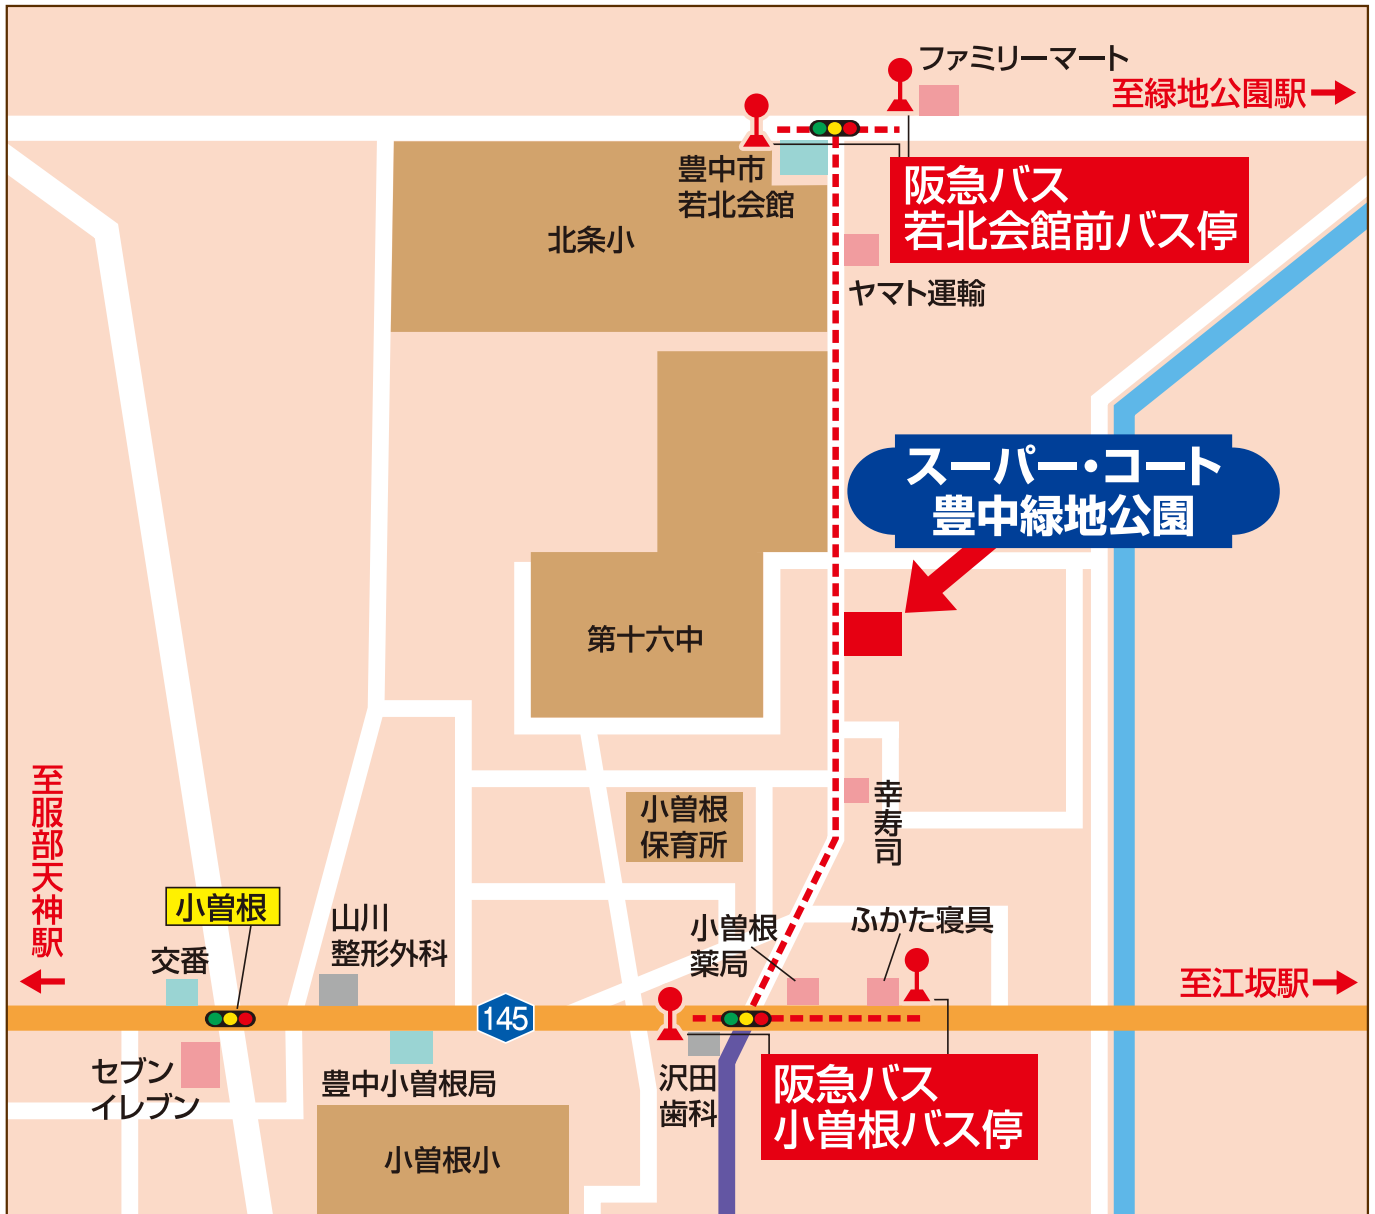 ファミリーマート
至緑地公園駅
豊中市
若北会館
阪急バス
若北会館前バス停
北条小
ヤマト運輸
スーパー・コート
豊中緑地公園
第十六中
至服部天神駅
小曽根
保育所
幸寿司
小曽根
山川
整形外科
交番
小曽根
薬局
ふかた寝具
至江坂駅
145
セブン
イレブン
豊中小曽根局
沢田
歯科
阪急バス
小曽根バス停
小曽根小